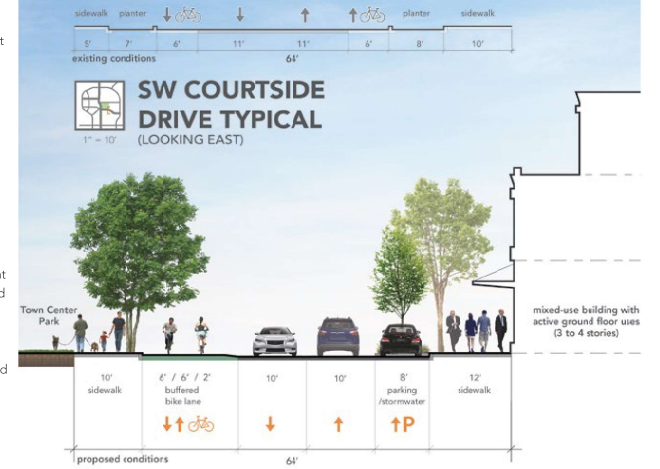 sidewalk planter planter sidewalk
5' 7' 6' 11' 11' 6' 8' 10'
existing conditions 64'
SW COURTSIDE
DRIVE TYPICAL
1" = 10' (LOOKING EAST)
Town Center
Park
mixed-use building with
active ground floor uses
(3 to 4 stories)
10' 6' / 6' / 2' 10' 10' 8' 12'
sidewalk buffered parking sidewalk
bike lane /stormwater
P
proposed conditions 64'